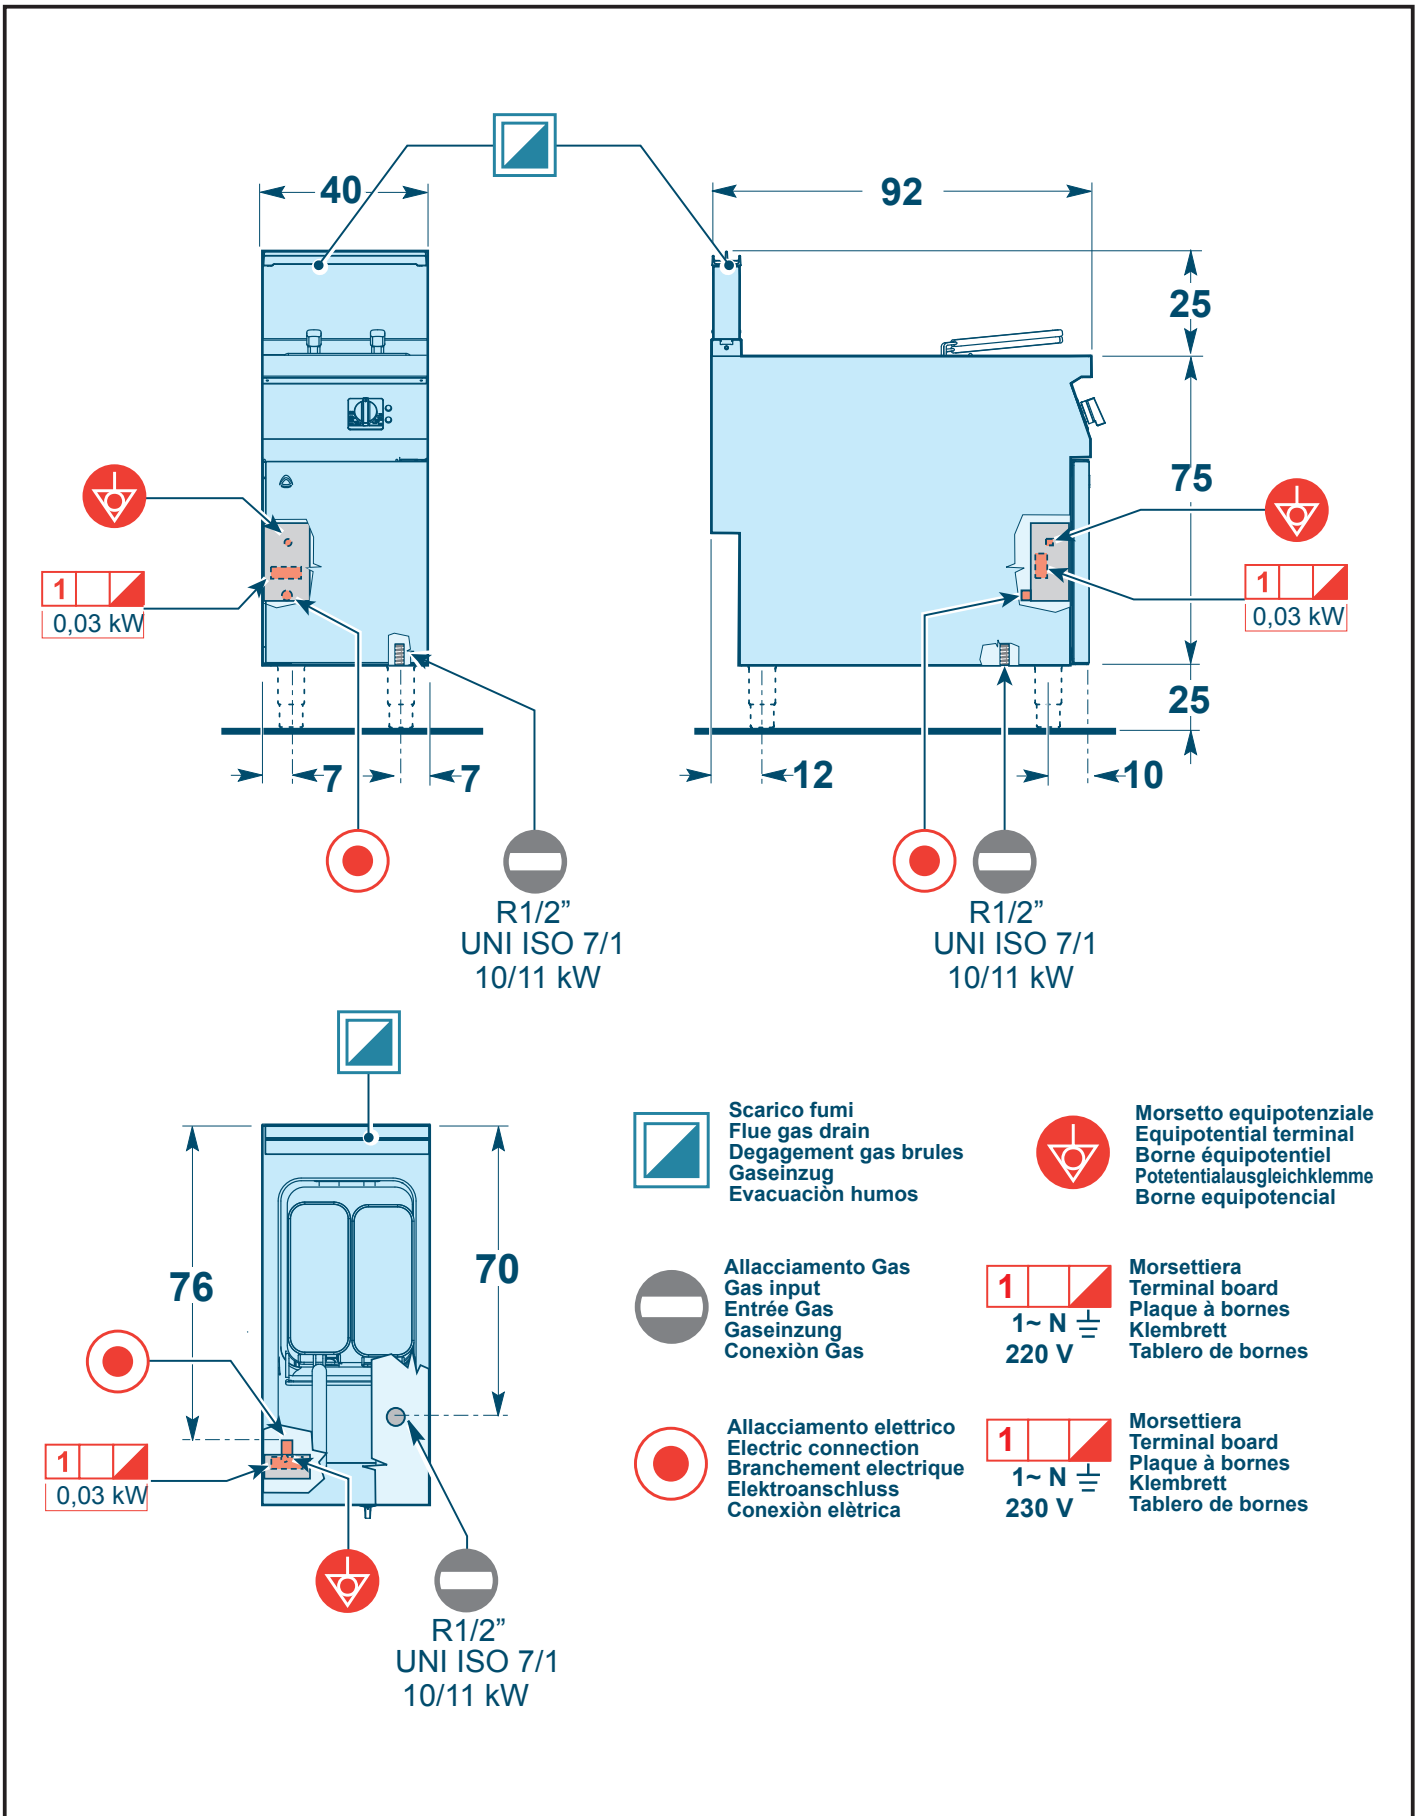 40
92
25
75
1
0,03 kW
1
0,03 kW
25
7
7
12
10
R1/2”
UNI ISO 7/1
10/11 kW
R1/2”
UNI ISO 7/1
10/11 kW
76
70
1
0,03 kW
R1/2”
UNI ISO 7/1
10/11 kW
Scarico fumi
Flue gas drain
Degagement gas brules
Gaseinzug
Evacuaciòn humos
Morsetto equipotenziale
Equipotential terminal
Borne équipotentiel
Potetentialausgleichklemme
Borne equipotencial
Allacciamento Gas
Gas input
Entrée Gas
Gaseinzung
Conexiòn Gas
1
1~ N
220 V
Morsettiera
Terminal board
Plaque à bornes
Klembrett
Tablero de bornes
Allacciamento elettrico
Electric connection
Branchement electrique
Elektroanschluss
Conexiòn elètrica
1
1~ N
230 V
Morsettiera
Terminal board
Plaque à bornes
Klembrett
Tablero de bornes